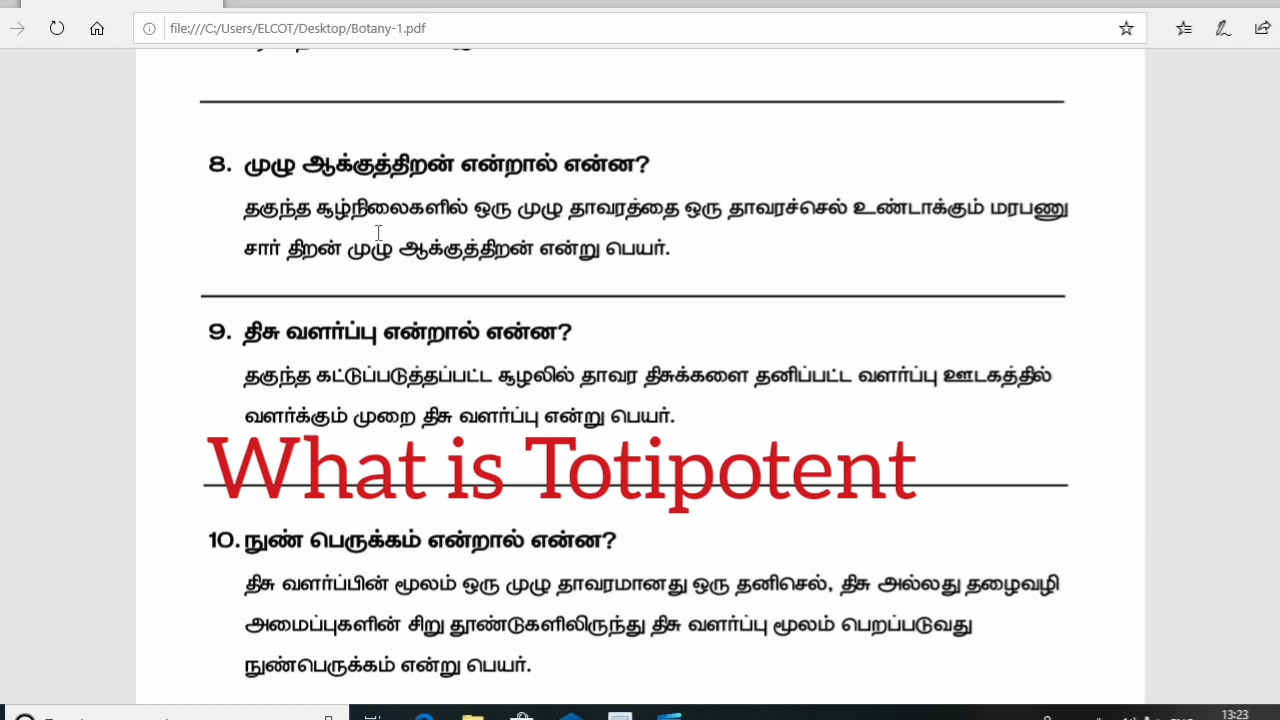 file:///C:/Users/ELCOT/Desktop/Botany-1.pdf
8. முழு ஆக்குத்திறன் என்றால் என்ன?
தகுந்த சூழ்நிலைகளில் ஒரு முழு தாவரத்தை ஒரு தாவரச்செல் உண்டாக்கும் மரபணு
சார் திறன் முழு ஆக்குத்திறன் என்று பெயர்.
9. திசு வளர்ப்பு என்றால் என்ன?
தகுந்த கட்டுப்படுத்தப்பட்ட சூழலில் தாவர திசுக்களை தனிப்பட்ட வளர்ப்பு ஊடகத்தில்
வளர்க்கும் முறை திசு வளர்ப்பு என்று பெயர்.
What is Totipotent
10. நுண் பெருக்கம் என்றால் என்ன?
திசு வளர்ப்பின் மூலம் ஒரு முழு தாவரமானது ஒரு தனிசெல், திசு அல்லது தழைவழி
அமைப்புகளின் சிறு தூண்டுகளிலிருந்து திசு வளர்ப்பு மூலம் பெறப்படுவது
நுண்பெருக்கம் என்று பெயர்.
13:23